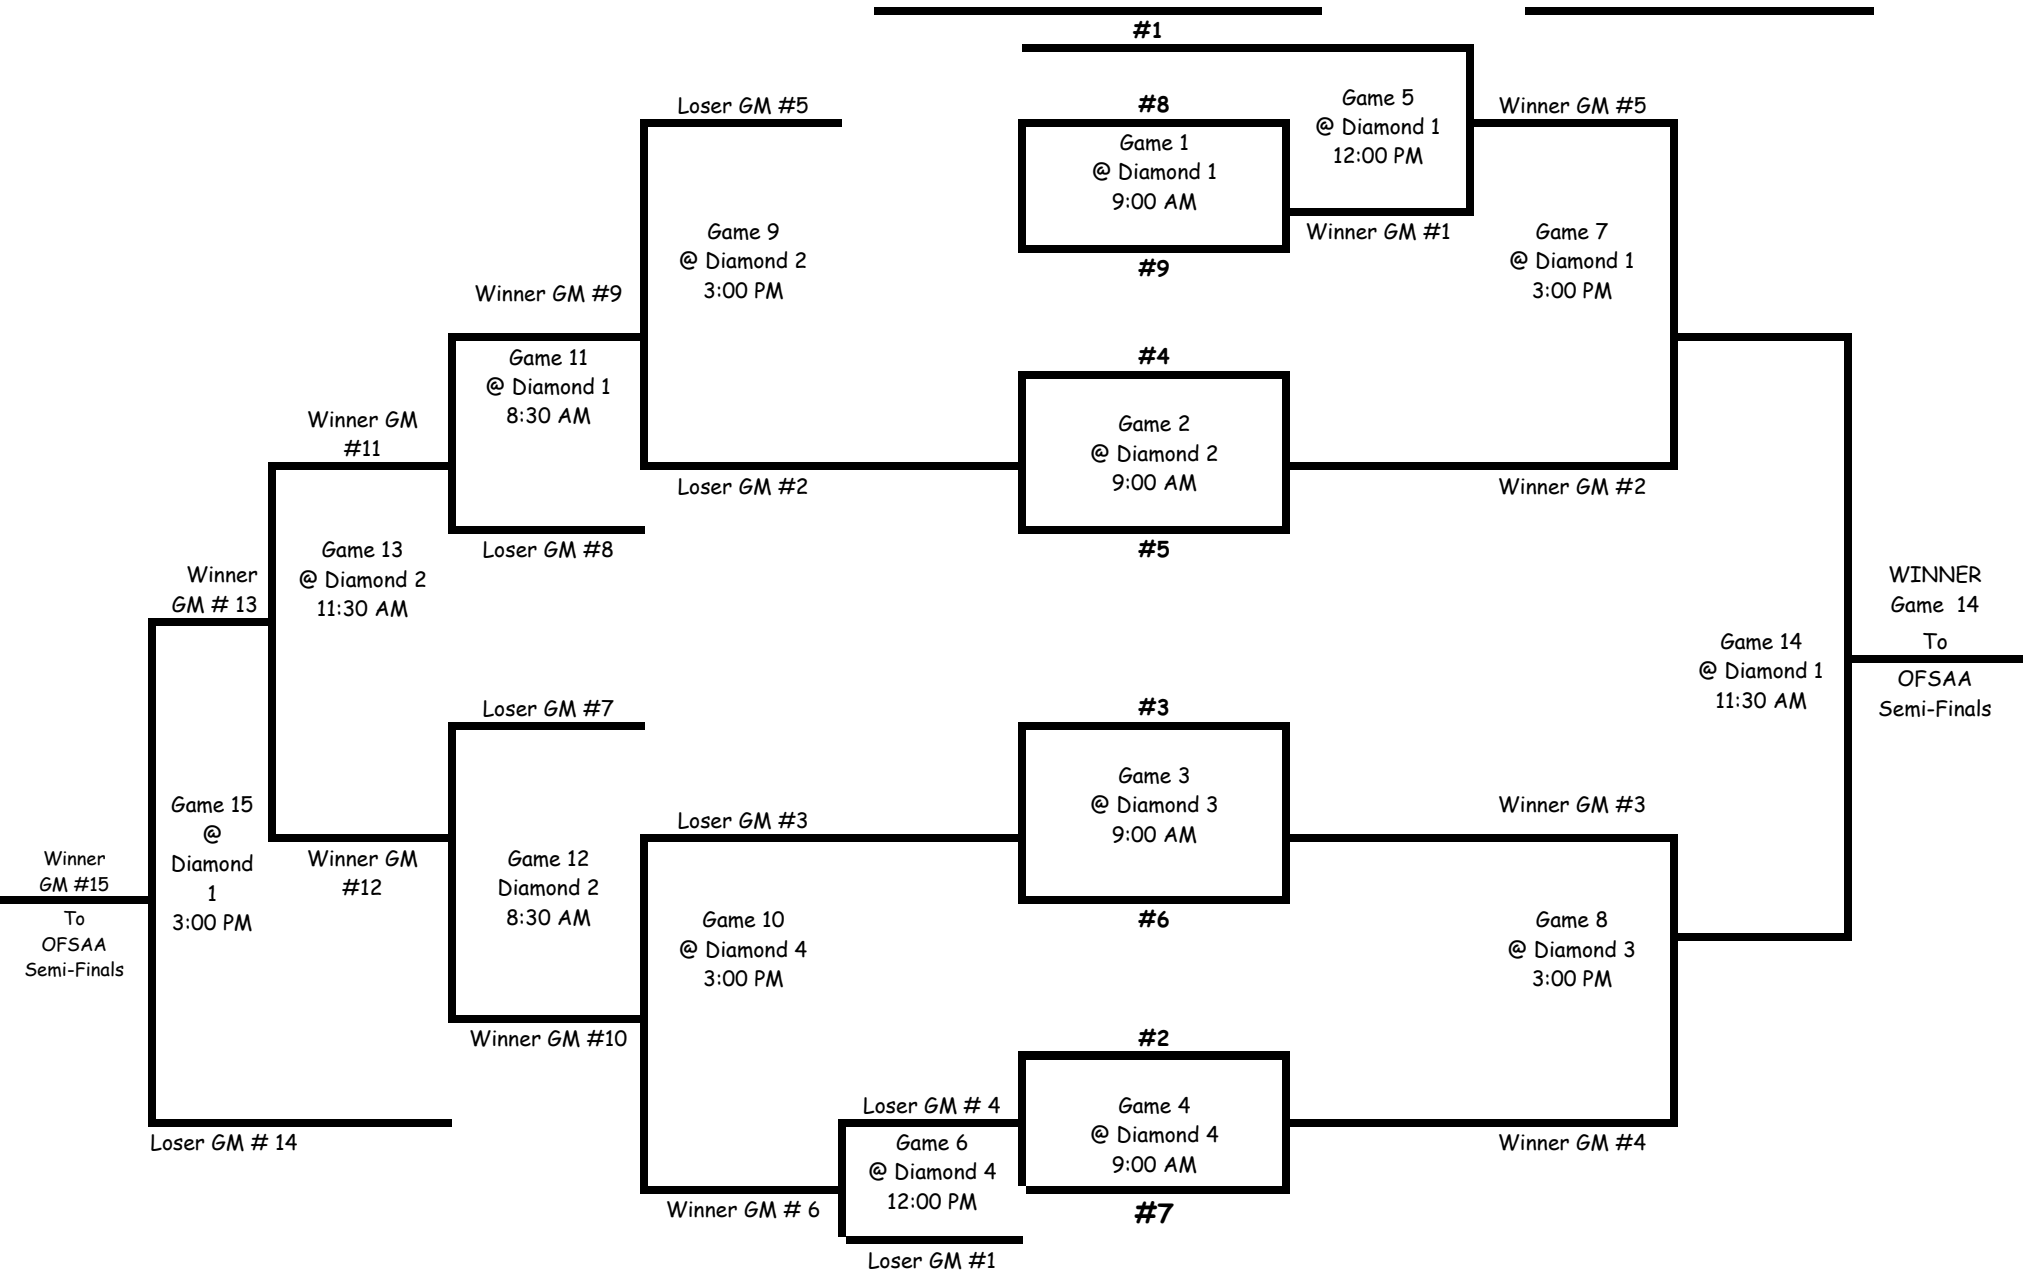 #1
Loser GM #5
#8
Game 5
@ Diamond 1
12:00 PM
Winner GM #5
Game 1
@ Diamond 1
9:00 AM
Winner GM #1
#9
Game 9
@ Diamond 2
3:00 PM
Game 7
@ Diamond 1
3:00 PM
Winner GM #9
Game 11
@ Diamond 1
8:30 AM
#4
Winner GM
#11
Game 2
@ Diamond 2
9:00 AM
Loser GM #2
Winner GM #2
Loser GM #8
#5
Game 13
@ Diamond 2
11:30 AM
Winner
GM # 13
WINNER
Game 14
To
OFSAA
Semi-Finals
Game 14
@ Diamond 1
11:30 AM
Loser GM #7
#3
Game 3
@ Diamond 3
9:00 AM
Loser GM #3
Winner GM #3
Game 15
@
Diamond
1
3:00 PM
Winner
GM #15
To
OFSAA
Semi-Finals
Winner GM
#12
Game 12
Diamond 2
8:30 AM
Game 10
@ Diamond 4
3:00 PM
#6
Game 8
@ Diamond 3
3:00 PM
Winner GM #10
#2
Loser GM # 4
Game 4
@ Diamond 4
9:00 AM
Loser GM # 14
Game 6
@ Diamond 4
12:00 PM
Winner GM #4
Winner GM # 6
#7
Loser GM #1